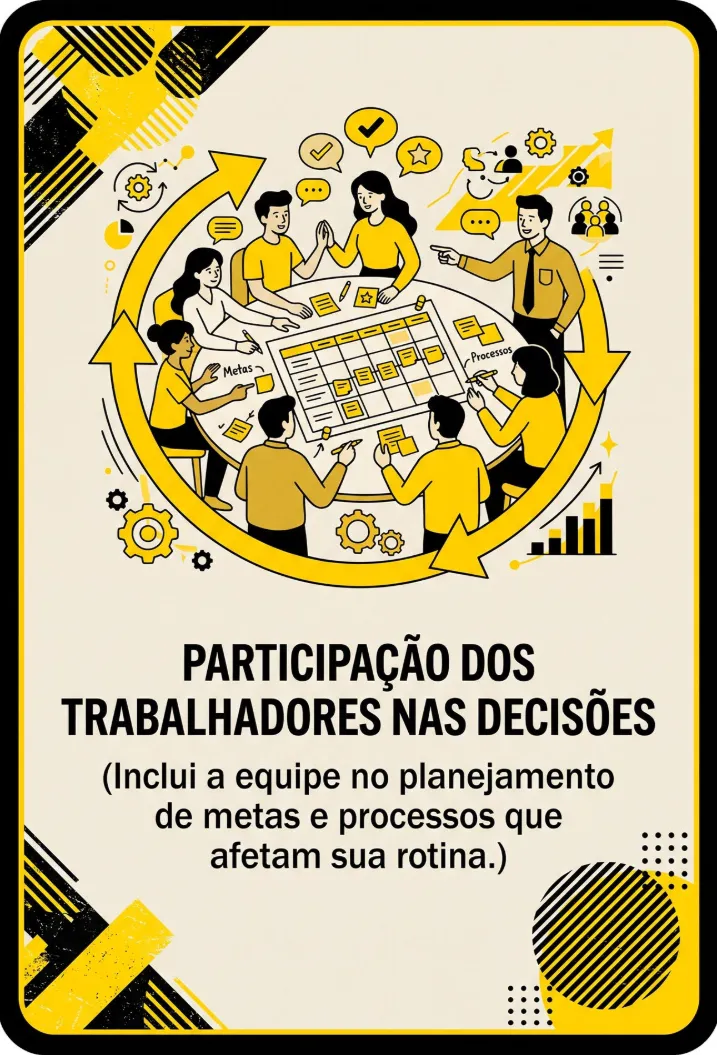 Metas
Processos
PARTICIPAÇÃO DOS
TRABALHADORES NAS DECISÕES
(Inclui a equipe no planejamento
de metas e processos que
afetam sua rotina.)